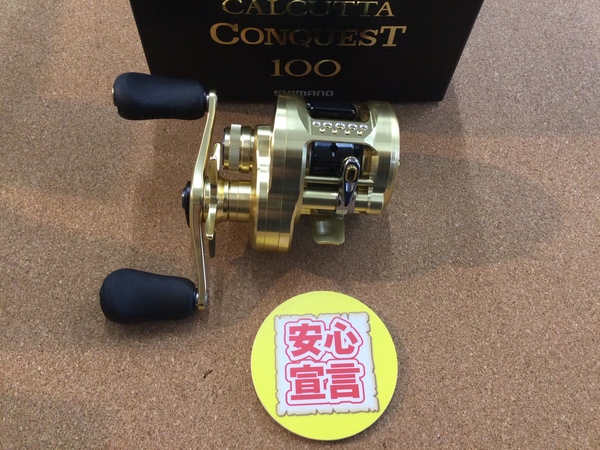 CALCUTTA
CONQUEST
100
SHIMANO
安心
宣言